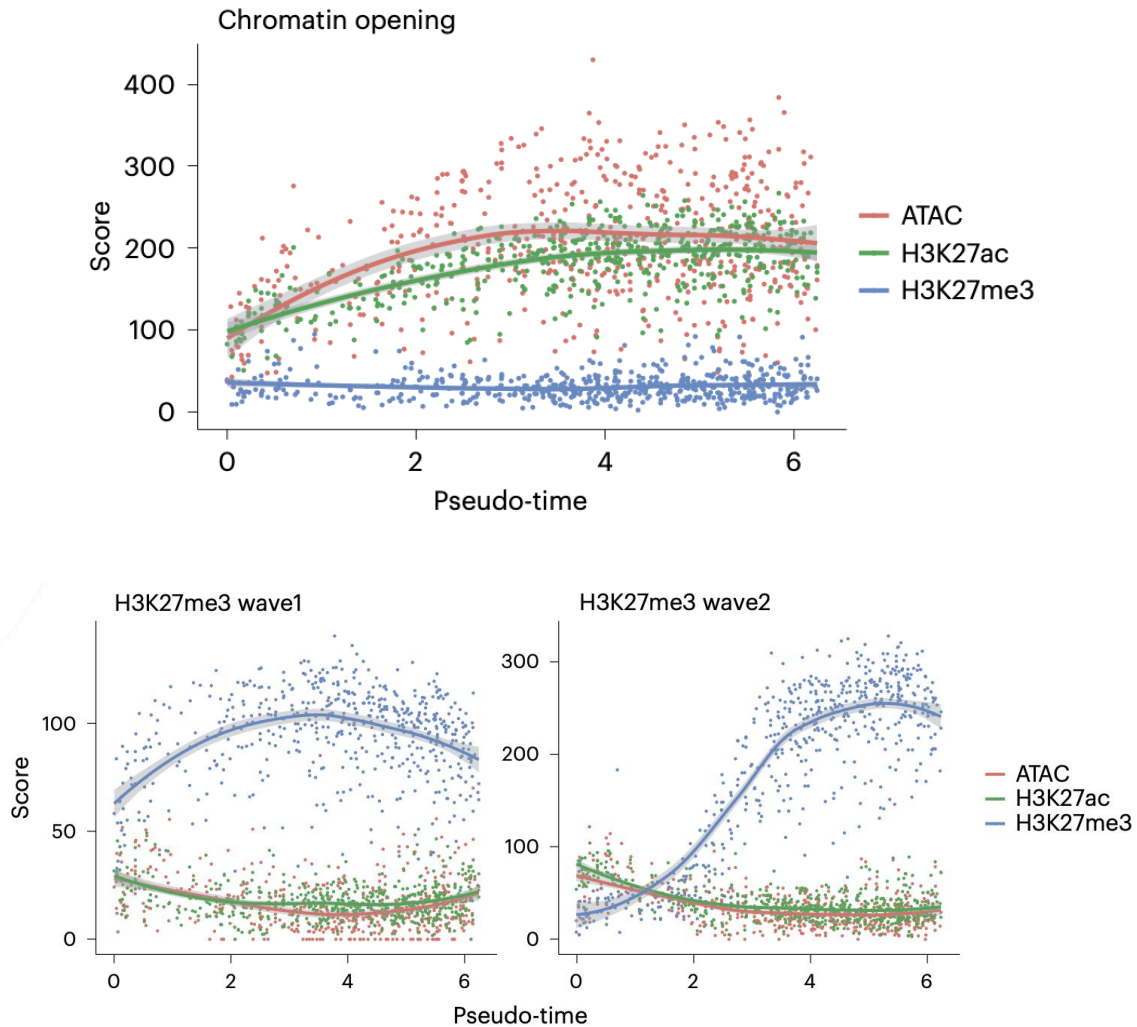 Chromatin opening
400
300
200
100
0
Score
0 2 4 6
Pseudo-time
ATAC
H3K27ac
H3K27me3
H3K27me3 wave1
100
50
0
Score
0 2 4 6
H3K27me3 wave2
300
200
100
0
0 2 4 6
Pseudo-time
ATAC
H3K27ac
H3K27me3